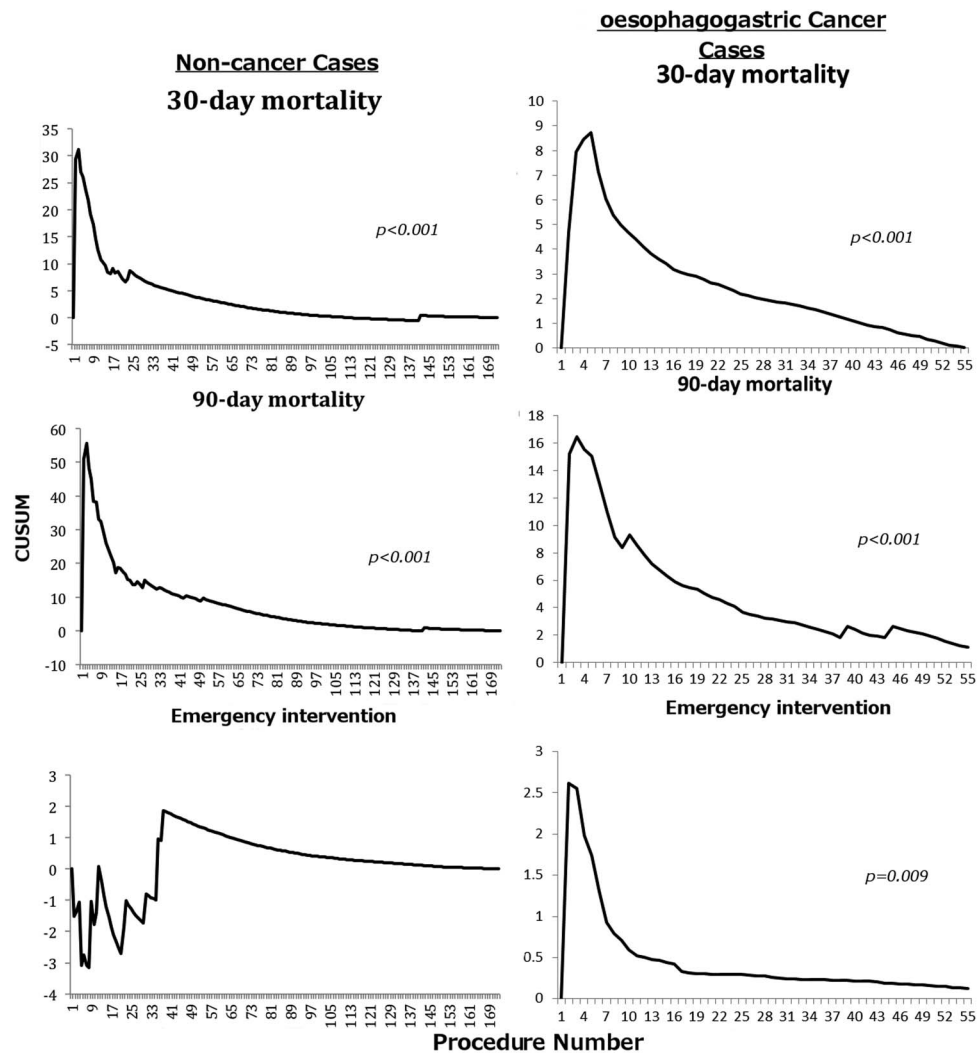 oesophagogastric Cancer
Cases
Non-cancer Cases
30-day mortality
30-day mortality
35
30
25
20
15
10
5
0
-5
p<0.001
1 9 17 25 33 41 49 57 65 73 81 89 97 105 113 121 129 137 145 153 161 169
10
9
8
7
6
5
4
3
2
1
0
p<0.001
1 4 7 10 13 16 19 22 25 28 31 34 37 40 43 46 49 52 55
90-day mortality
90-day mortality
CUSUM
60
50
40
30
20
10
0
-10
p<0.001
1 9 17 25 33 41 49 57 65 73 81 89 97 105 113 121 129 137 145 153 161 169
18
16
14
12
10
8
6
4
2
0
p<0.001
1 4 7 10 13 16 19 22 25 28 31 34 37 40 43 46 49 52 55
Emergency intervention
Emergency intervention
3
2
1
0
-1
-2
-3
-4
1 9 17 25 33 41 49 57 65 73 81 89 97 105 113 121 129 137 145 153 161 169
3
2.5
2
1.5
1
0.5
0
p=0.009
1 4 7 10 13 16 19 22 25 28 31 34 37 40 43 46 49 52 55
Procedure Number